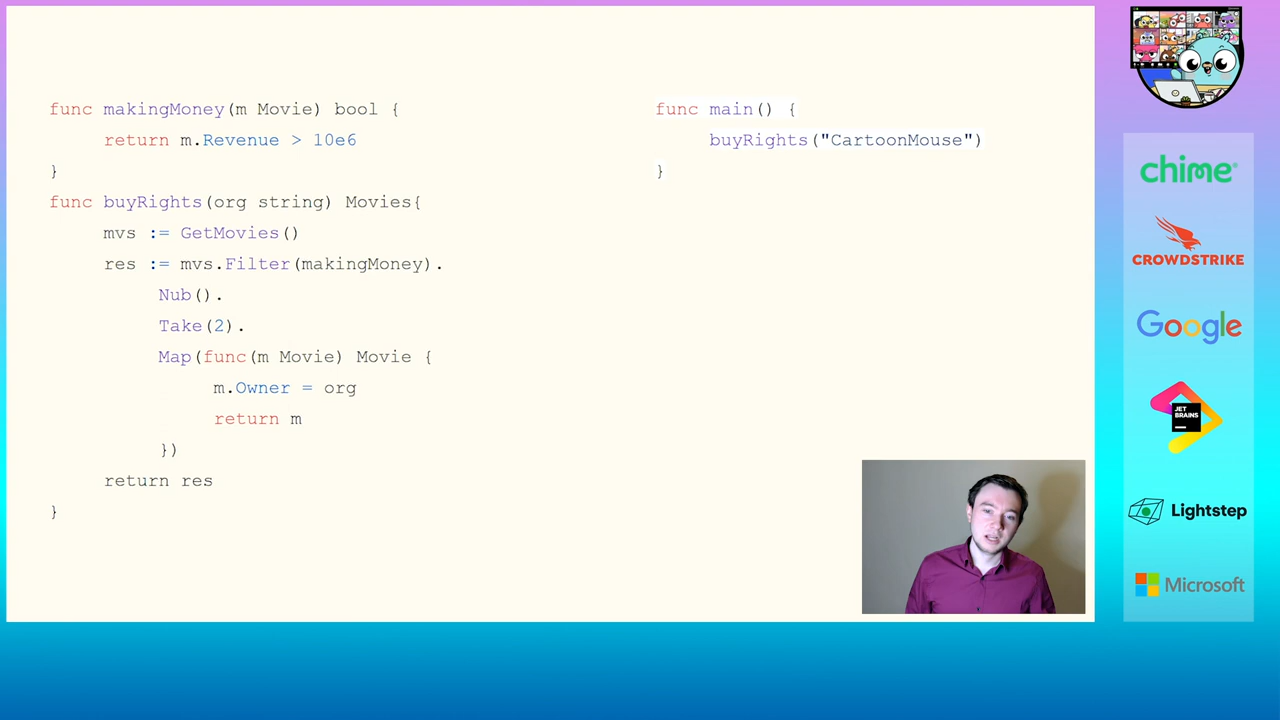 func makingMoney(m Movie) bool {
return m.Revenue > 10e6
}
func buyRights(org string) Movies{
mvs := GetMovies()
res := mvs.Filter(makingMoney).
Nub().
Take(2).
Map(func(m Movie) Movie {
m.Owner = org
return m
})
return res
}
func main() {
buyRights("CartoonMouse")
}
chime
CROWDSTRIKE
Google
JET
BRAINS
Lightstep
Microsoft